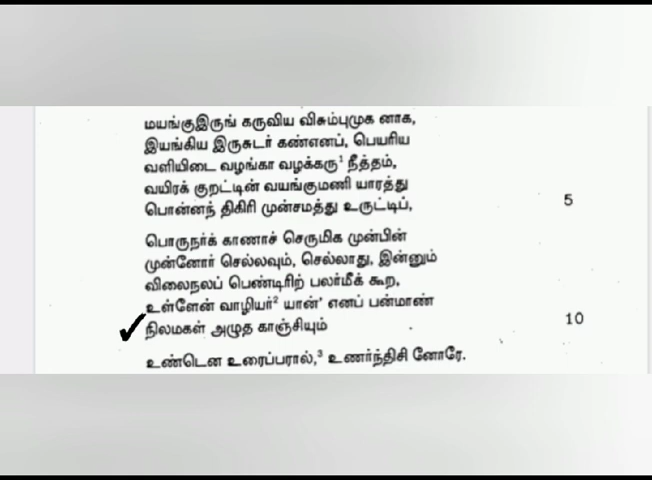 மயங்குஇருங் கருவிய விசும்புமுக னாக,
இயங்கிய இருசுடர் கண்எனப், பெயரிய
வளியிடை வழங்கா வழக்கரு¹ நீத்தம்,
வயிரக் குறட்டின் வயங்குமணி யாரத்து
பொன்னந் திகிரி முன்சமத்து உருட்டிப், 5
பொருநர்க் காணாச் செருமிக முன்பின்
முன்னோர் செல்லவும், செல்லாது, இன்னும்
விலைநலப் பெண்டிரிற் பலர்மீக் கூற,
உள்ளேன் வாழியர்² யான்' எனப் பன்மாண்
நிலமகள் அழுத காஞ்சியும் 10
உண்டென உரைப்பரால்,³ உணர்ந்திசி னோரே.